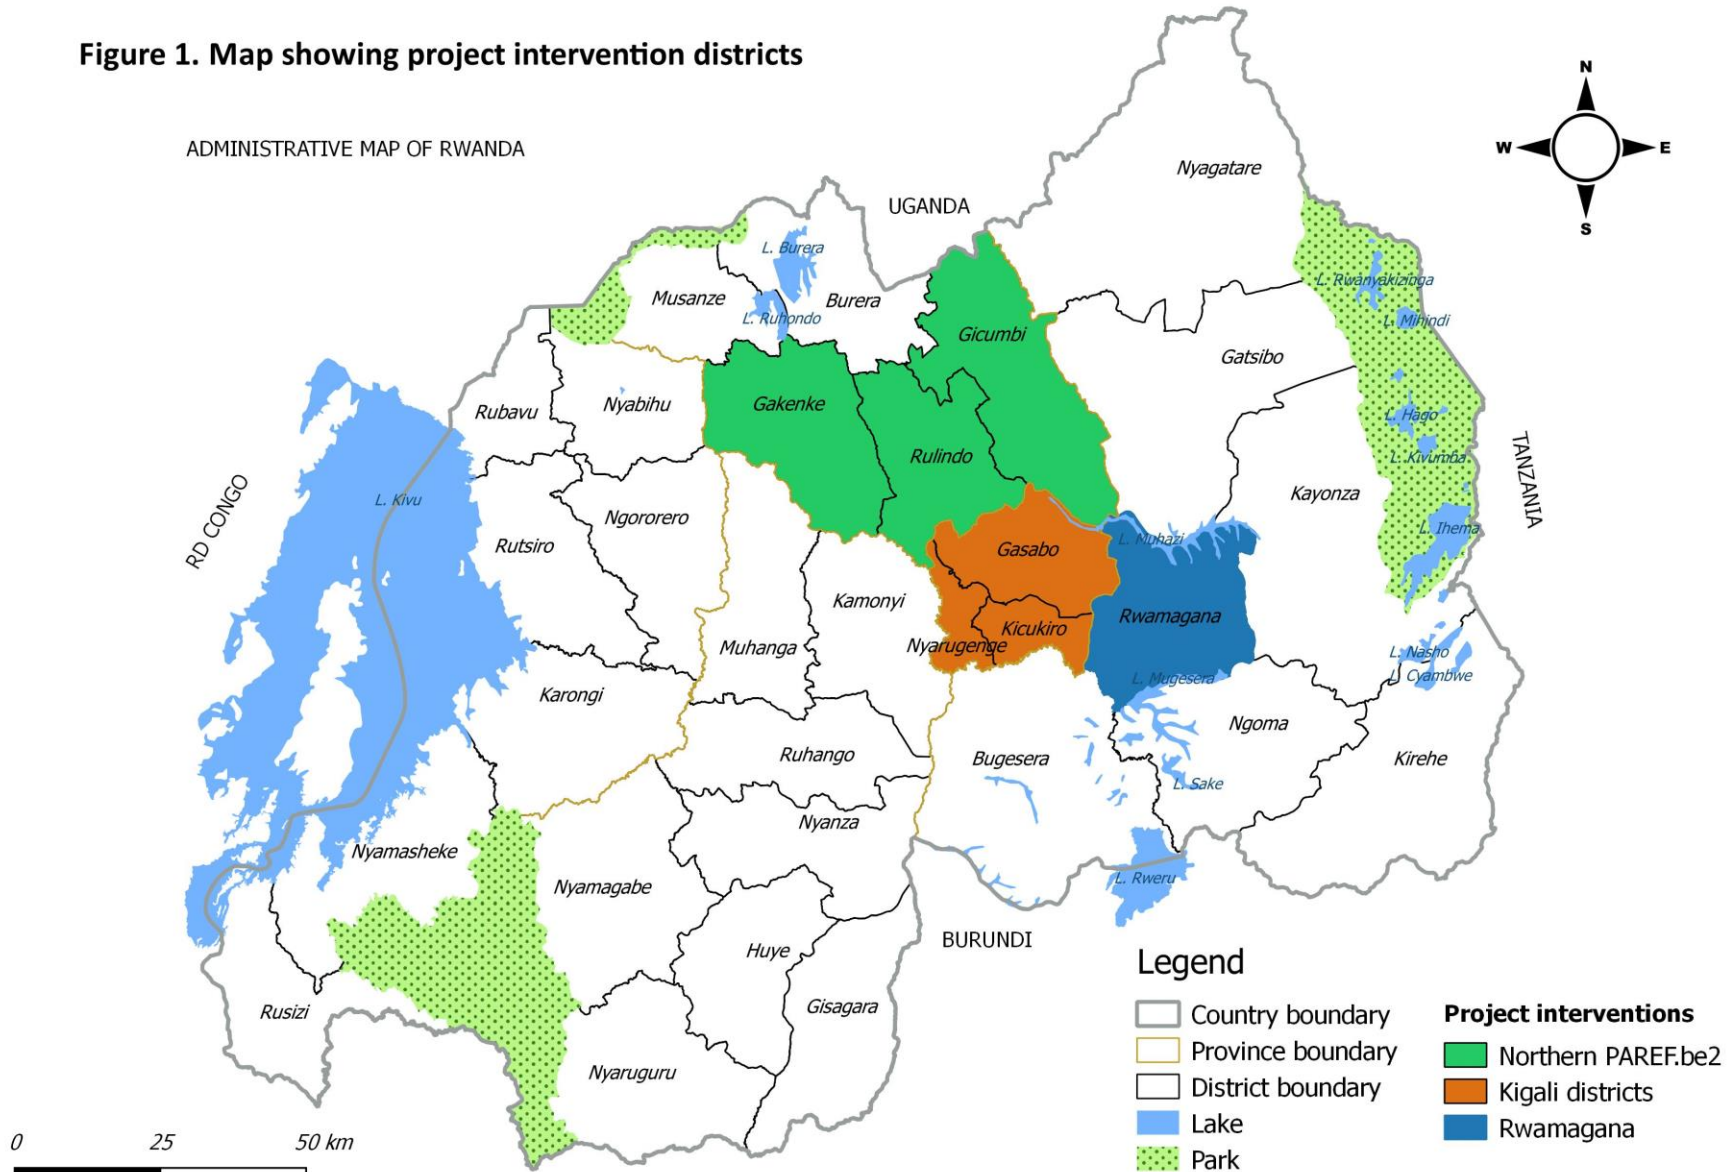 Figure 1. Map showing project intervention districts
ADMINISTRATIVE MAP OF RWANDA
N
W
E
S
UGANDA
Nyagatare
L. Burera
Musanze
Burera
L. Ruhondo
L. Rwanyakizinga
L. Mihindi
Gicumbi
Gatsibo
Rubavu
Nyabihu
Gakenke
L. Hago
Rulindo
L. Kivumba
TANZANIA
RD CONGO
L. Kivu
Kayonza
Ngororero
Rutsiro
L. Ihema
Gasabo
L. Muhazi
Kamonyi
Rwamagana
Kicukiro
Nyarugenge
Muhanga
L. Nasho
L. Cyambwe
L. Mugesera
Karongi
Ngoma
Ruhango
Bugesera
Kirehe
L. Sake
Nyanza
Nyamasheke
Nyamagabe
L. Rweru
BURUNDI
Huye
Rusizi
Gisagara
Nyaruguru
Legend
Country boundary
Province boundary
District boundary
Lake
Park
Project interventions
Northern PAREF.be2
Kigali districts
Rwamagana
0 25 50 km